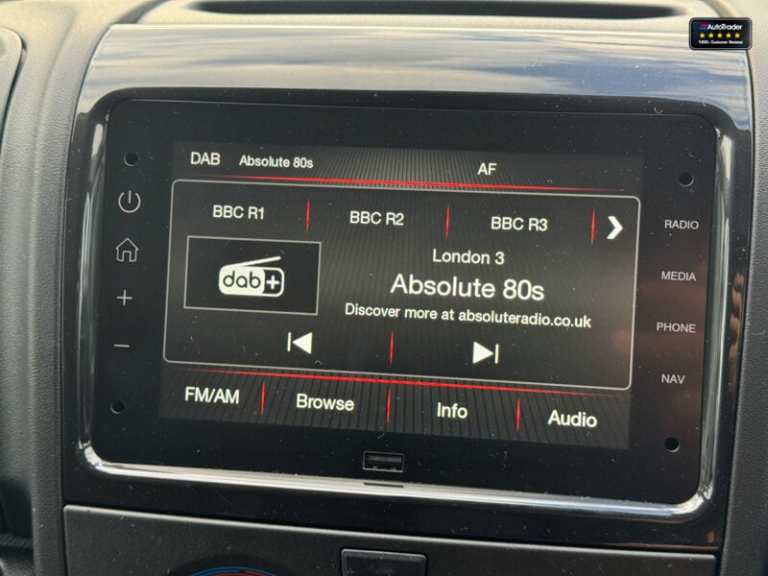 AutoTrader
DAB Absolute 80s AF
BBC R1 BBC R2 BBC R3
London 3
dab+
Absolute 80s
Discover more at absoluteradio.co.uk
FM/AM Browse Info Audio
RADIO
MEDIA
PHONE
NAV